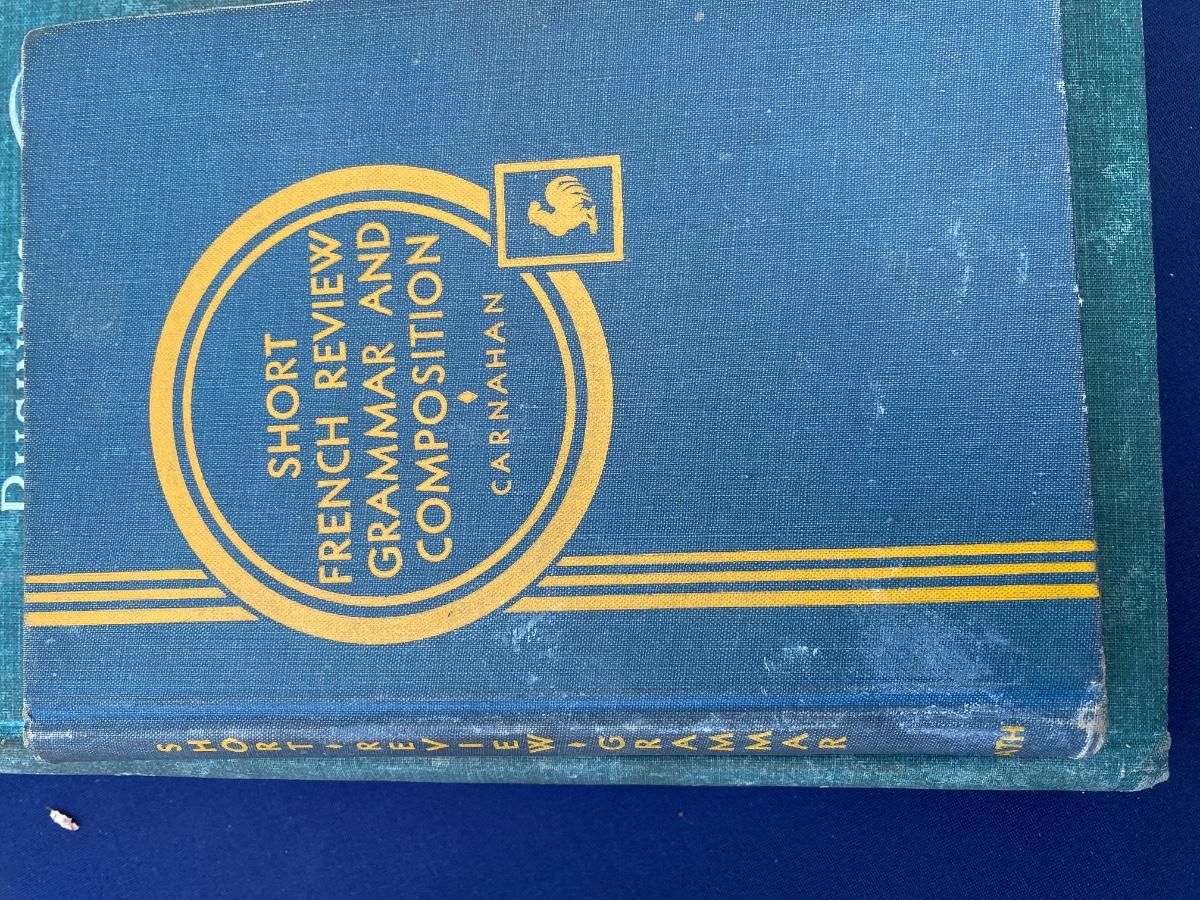 SHORT
FRENCH REVIEW
GRAMMAR AND
COMPOSITION
CARNAHAN
SHORT · REVIEW · GRAMMAR